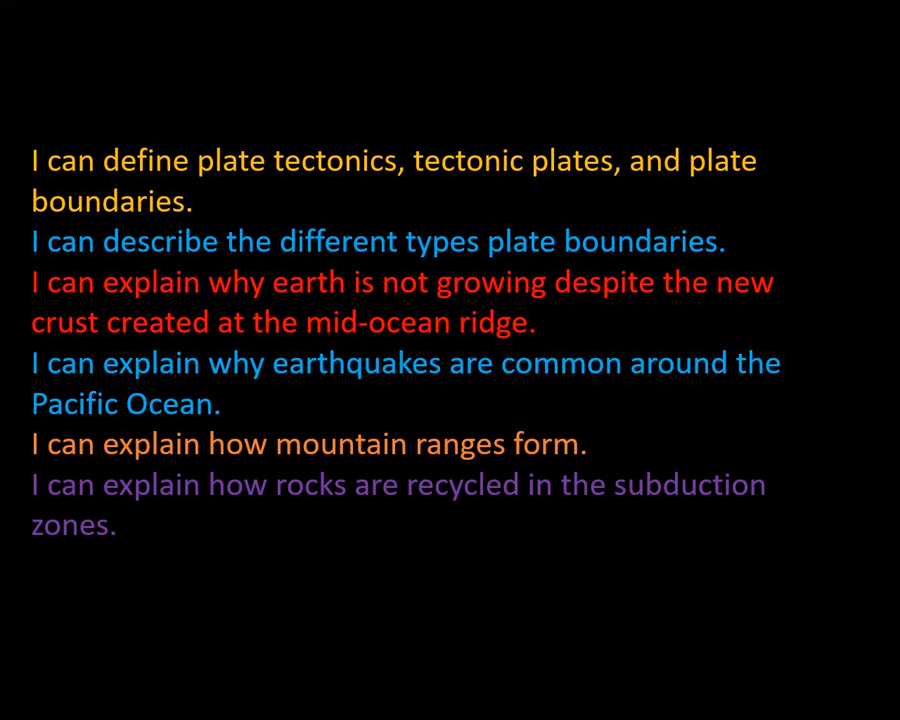 I can define plate tectonics, tectonic plates, and plate
boundaries.
I can describe the different types plate boundaries.
I can explain why earth is not growing despite the new
crust created at the mid-ocean ridge.
I can explain why earthquakes are common around the
Pacific Ocean.
I can explain how mountain ranges form.
I can explain how rocks are recycled in the subduction
zones.